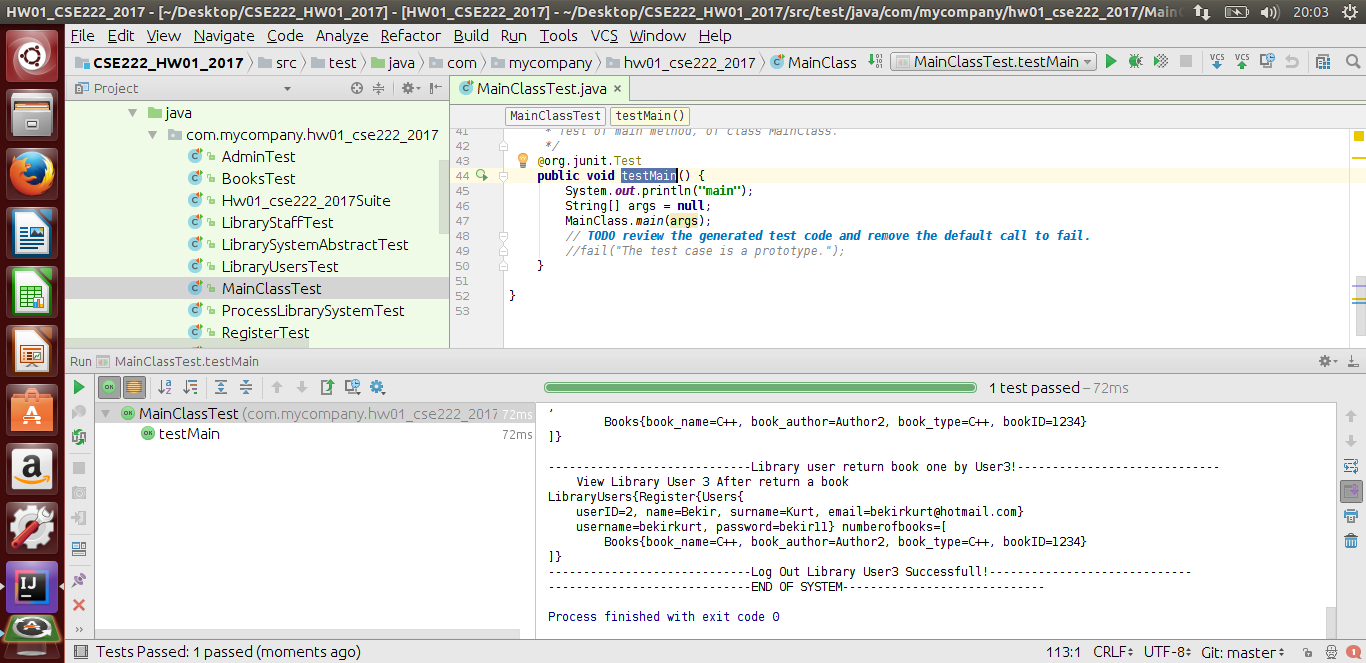 HW01_CSE222_2017 - [~/Desktop/CSE222_HW01_2017] - [HW01_CSE222_2017] - ~/Desktop/CSE222_HW01_2017/src/test/java/com/mycompany/hw01_cse222_2017/Main
20:03
File Edit View Navigate Code Analyze Refactor Build Run Tools VCS Window Help
CSE222_HW01_2017 src test java com mycompany hw01_cse222_2017 MainClass MainClassTest.testMain VCS VCS
Project
MainClassTest.java ×
MainClassTest testMain()
java
com.mycompany.hw01_cse222_2017
AdminTest
BooksTest
Hw01_cse222_2017Suite
LibraryStaffTest
LibrarySystemAbstractTest
LibraryUsersTest
MainClassTest
ProcessLibrarySystemTest
RegisterTest
41 * Test of main method, of class MainClass.
42 */
43 @org.junit.Test
44 public void testMain() {
45 System.out.println("main");
46 String[] args = null;
47 MainClass.main(args);
48 // TODO review the generated test code and remove the default call to fail.
49 //fail("The test case is a prototype.");
50 }
51
52 }
53
Run MainClassTest.testMain
1 test passed – 72ms
MainClassTest (com.mycompany.hw01_cse222_2017 72ms
testMain 72ms
,
Books{book_name=C++, book_author=Author2, book_type=C++, bookID=1234}
]}
----------------------------Library user return book one by User3!----------------------------
View Library User 3 After return a book
LibraryUsers{Register{Users{
userID=2, name=Bekir, surname=Kurt, email=bekirkurt@hotmail.com}
username=bekirkurt, password=bekir11} numberofbooks=[
Books{book_name=C++, book_author=Author2, book_type=C++, bookID=1234}
]}
----------------------------Log Out Library User3 Successfull!----------------------------
----------------------------END OF SYSTEM----------------------------
Process finished with exit code 0
Tests Passed: 1 passed (moments ago)
113:1 CRLF UTF-8 Git: master 1